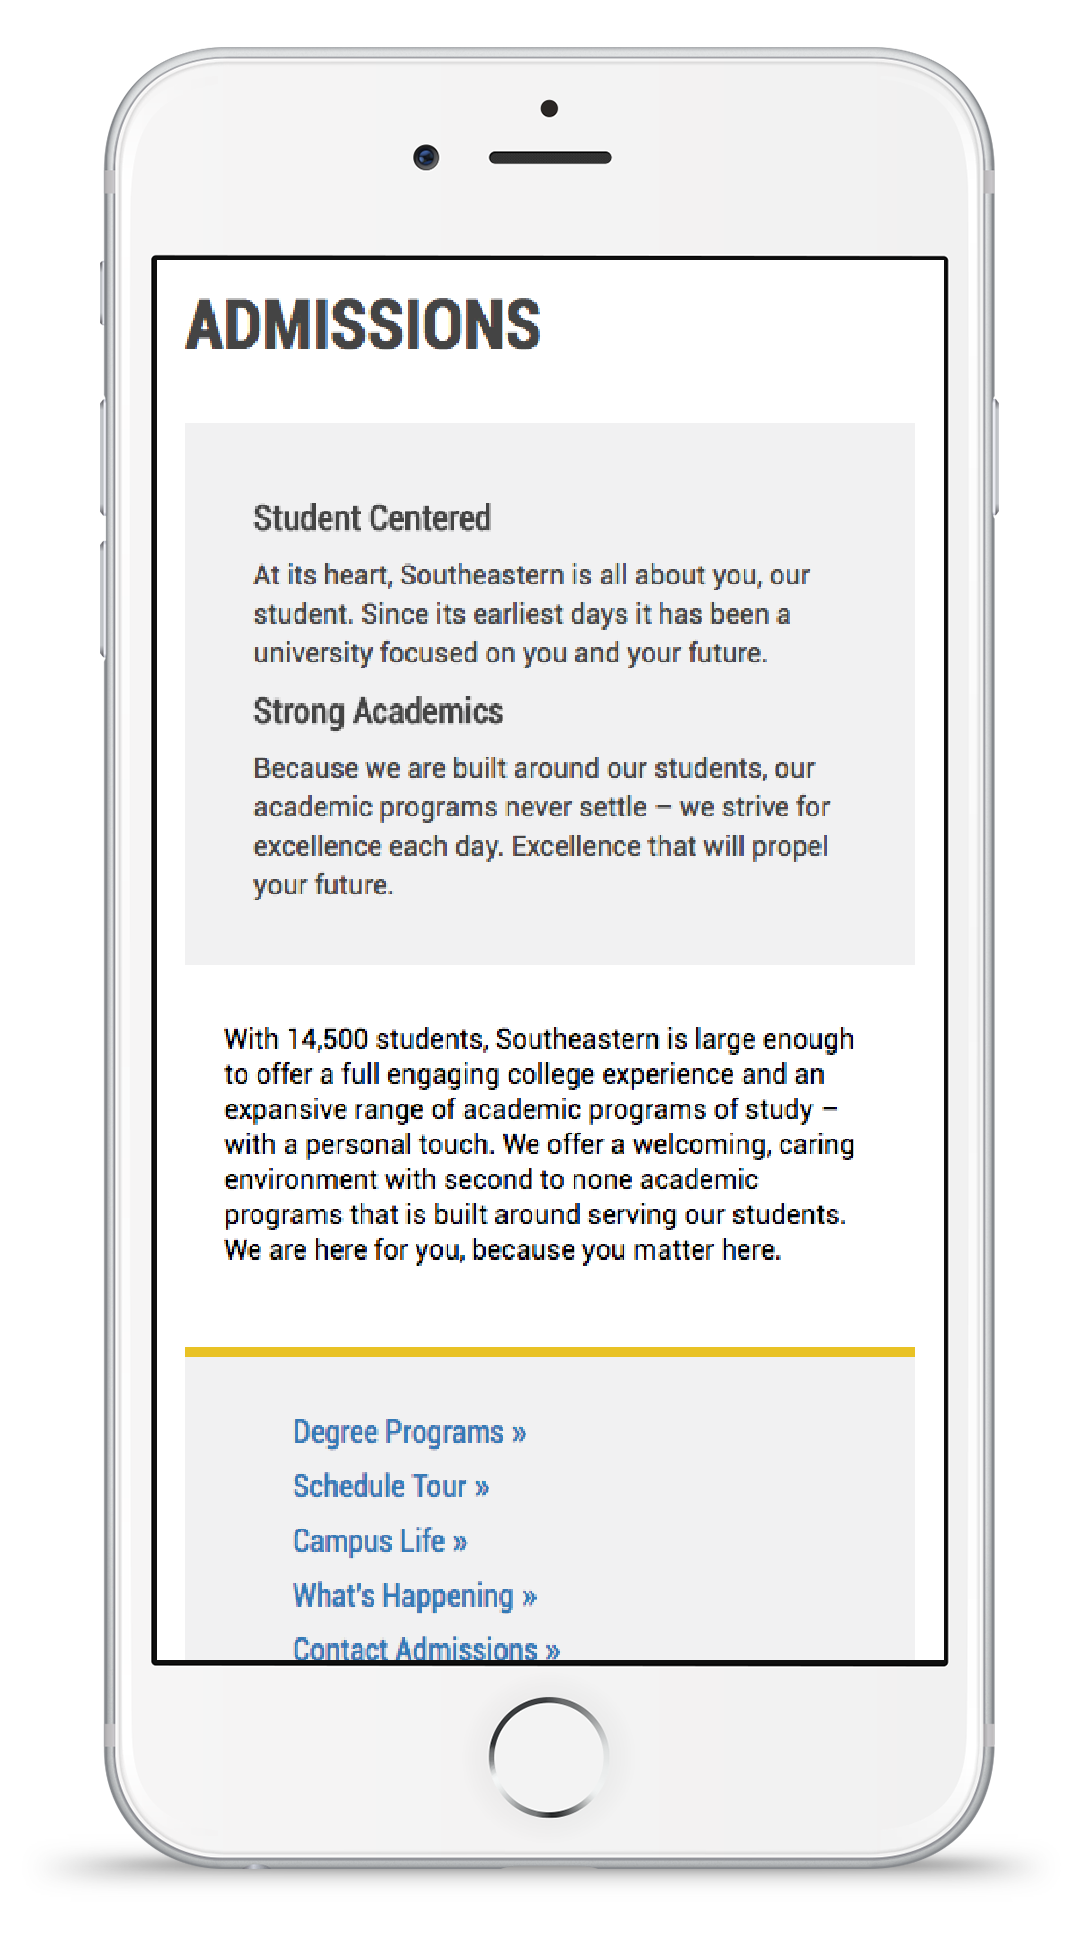 ADMISSIONS
Student Centered
At its heart, Southeastern is all about you, our
student. Since its earliest days it has been a
university focused on you and your future.
Strong Academics
Because we are built around our students, our
academic programs never settle – we strive for
excellence each day. Excellence that will propel
your future.
With 14,500 students, Southeastern is large enough
to offer a full engaging college experience and an
expansive range of academic programs of study –
with a personal touch. We offer a welcoming, caring
environment with second to none academic
programs that is built around serving our students.
We are here for you, because you matter here.
Degree Programs »
Schedule Tour »
Campus Life »
What's Happening »
Contact Admissions »